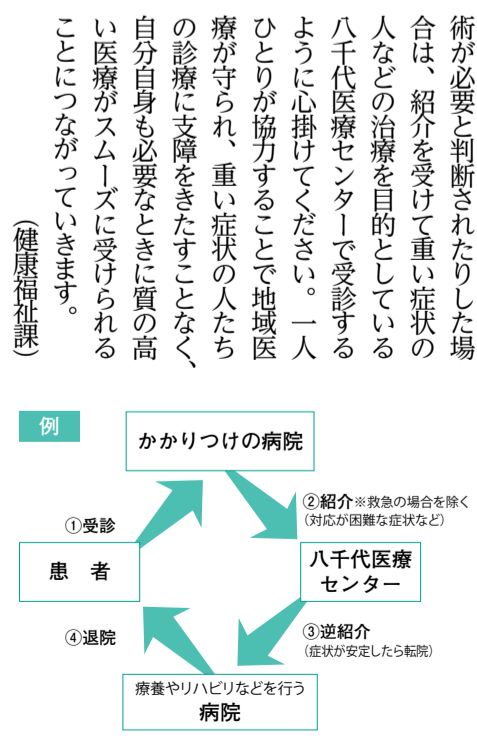 術が必要と判断されたりした場
合は、紹介を受けて重い症状の
人などの治療を目的としている
八千代医療センターで受診する
ように心掛けてください。一人
ひとりが協力することで地域医
療が守られ、重い症状の人たち
の診療に支障をきたすことなく、
自分自身も必要なときに質の高
い医療がスムーズに受けられる
ことにつながっていきます。
（健康福祉課）
例
かかりつけの病院
①受診
②紹介※救急の場合を除く
（対応が困難な症状など）
患　者
八千代医療
センター
④退院
③逆紹介
（症状が安定したら転院）
療養やリハビリなどを行う
病院